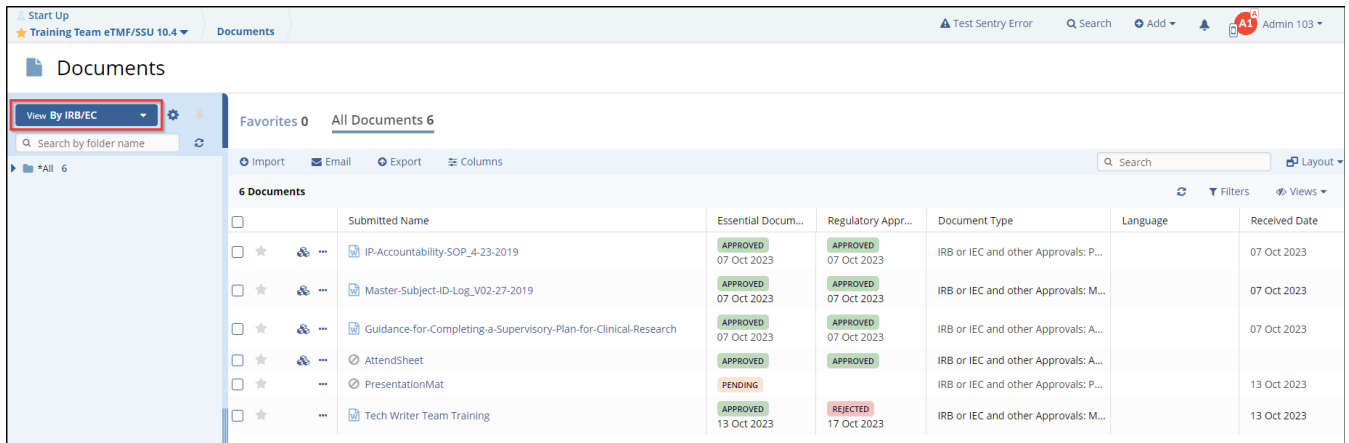 Start Up
Training Team eTMF/SSU 10.4
Documents
Test Sentry Error
Search
Add
A
A1
Admin 103
Documents
View By IRB/EC
Search by folder name
*All 6
Favorites 0
All Documents 6
Import
Email
Export
Columns
Search
Layout
6 Documents
Filters
Views
Submitted Name Essential Docum... Regulatory Appr... Document Type Language Received Date
IP-Accountability-SOP_4-23-2019 APPROVED 07 Oct 2023 APPROVED 07 Oct 2023 IRB or IEC and other Approvals: P... 07 Oct 2023
Master-Subject-ID-Log_V02-27-2019 APPROVED 07 Oct 2023 APPROVED 07 Oct 2023 IRB or IEC and other Approvals: M... 07 Oct 2023
Guidance-for-Completing-a-Supervisory-Plan-for-Clinical-Research APPROVED 07 Oct 2023 APPROVED 07 Oct 2023 IRB or IEC and other Approvals: A... 07 Oct 2023
AttendSheet APPROVED APPROVED IRB or IEC and other Approvals: A...
PresentationMat PENDING IRB or IEC and other Approvals: P... 13 Oct 2023
Tech Writer Team Training APPROVED 13 Oct 2023 REJECTED 17 Oct 2023 IRB or IEC and other Approvals: M... 13 Oct 2023